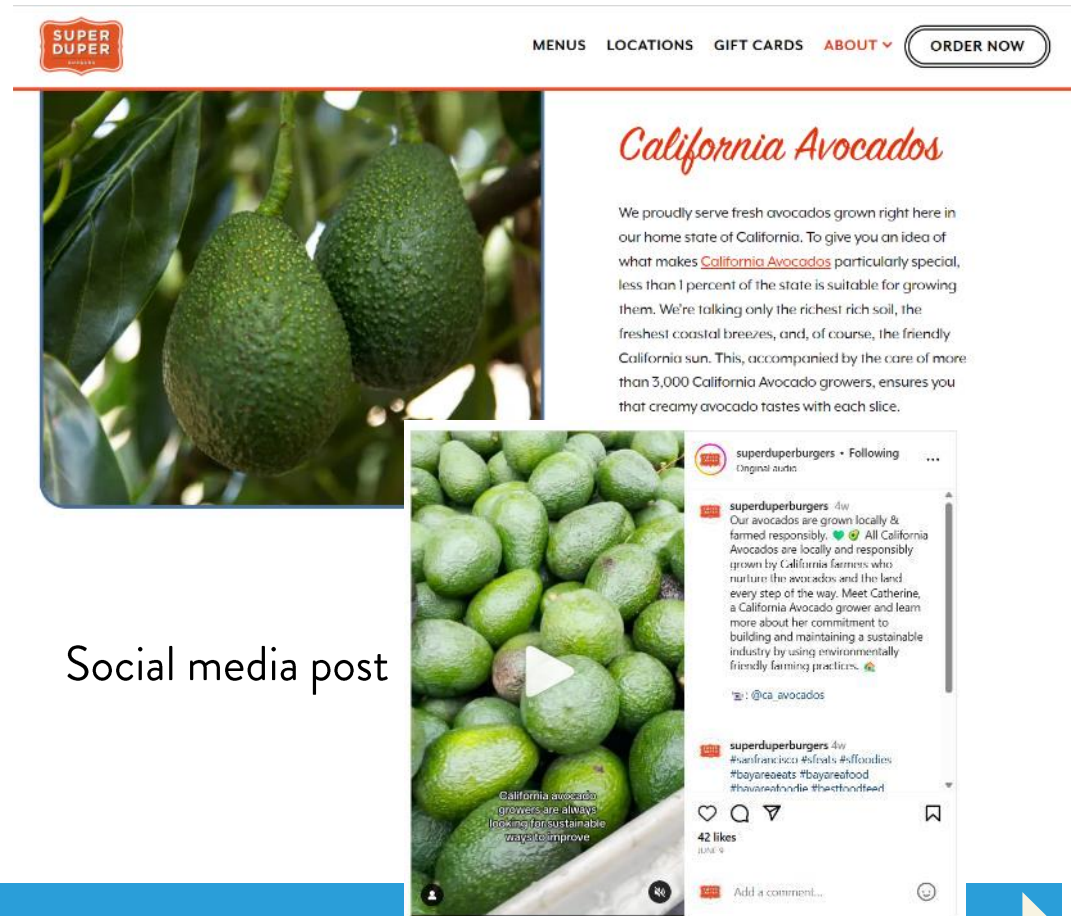 SUPER
DUPER
BURGERS
MENUS LOCATIONS GIFT CARDS ABOUT ORDER NOW
California Avocados
We proudly serve fresh avocados grown right here in
our home state of California. To give you an idea of
what makes California Avocados particularly special,
less than 1 percent of the state is suitable for growing
them. We're talking only the richest rich soil, the
freshest coastal breezes, and, of course, the friendly
California sun. This, accompanied by the care of more
than 3,000 California Avocado growers, ensures you
that creamy avocado tastes with each slice.
Social media post
California avocado
growers are always
looking for sustainable
ways to improve
superduperburgers • Following
Original audio
superduperburgers 4w
Our avocados are grown locally &
farmed responsibly. 💚 🥑 All California
Avocados are locally and responsibly
grown by California farmers who
nurture the avocados and the land
every step of the way. Meet Catherine,
a California Avocado grower and learn
more about her commitment to
building and maintaining a sustainable
industry by using environmentally
friendly farming practices. 🏡
: @ca_avocados
superduperburgers 4w
#sanfrancisco #sfeats #sffoodies
#bayareaeats #bayareafood
#bayareafoodie #bestfoodfeed
42 likes
JUNE 9
Add a comment...